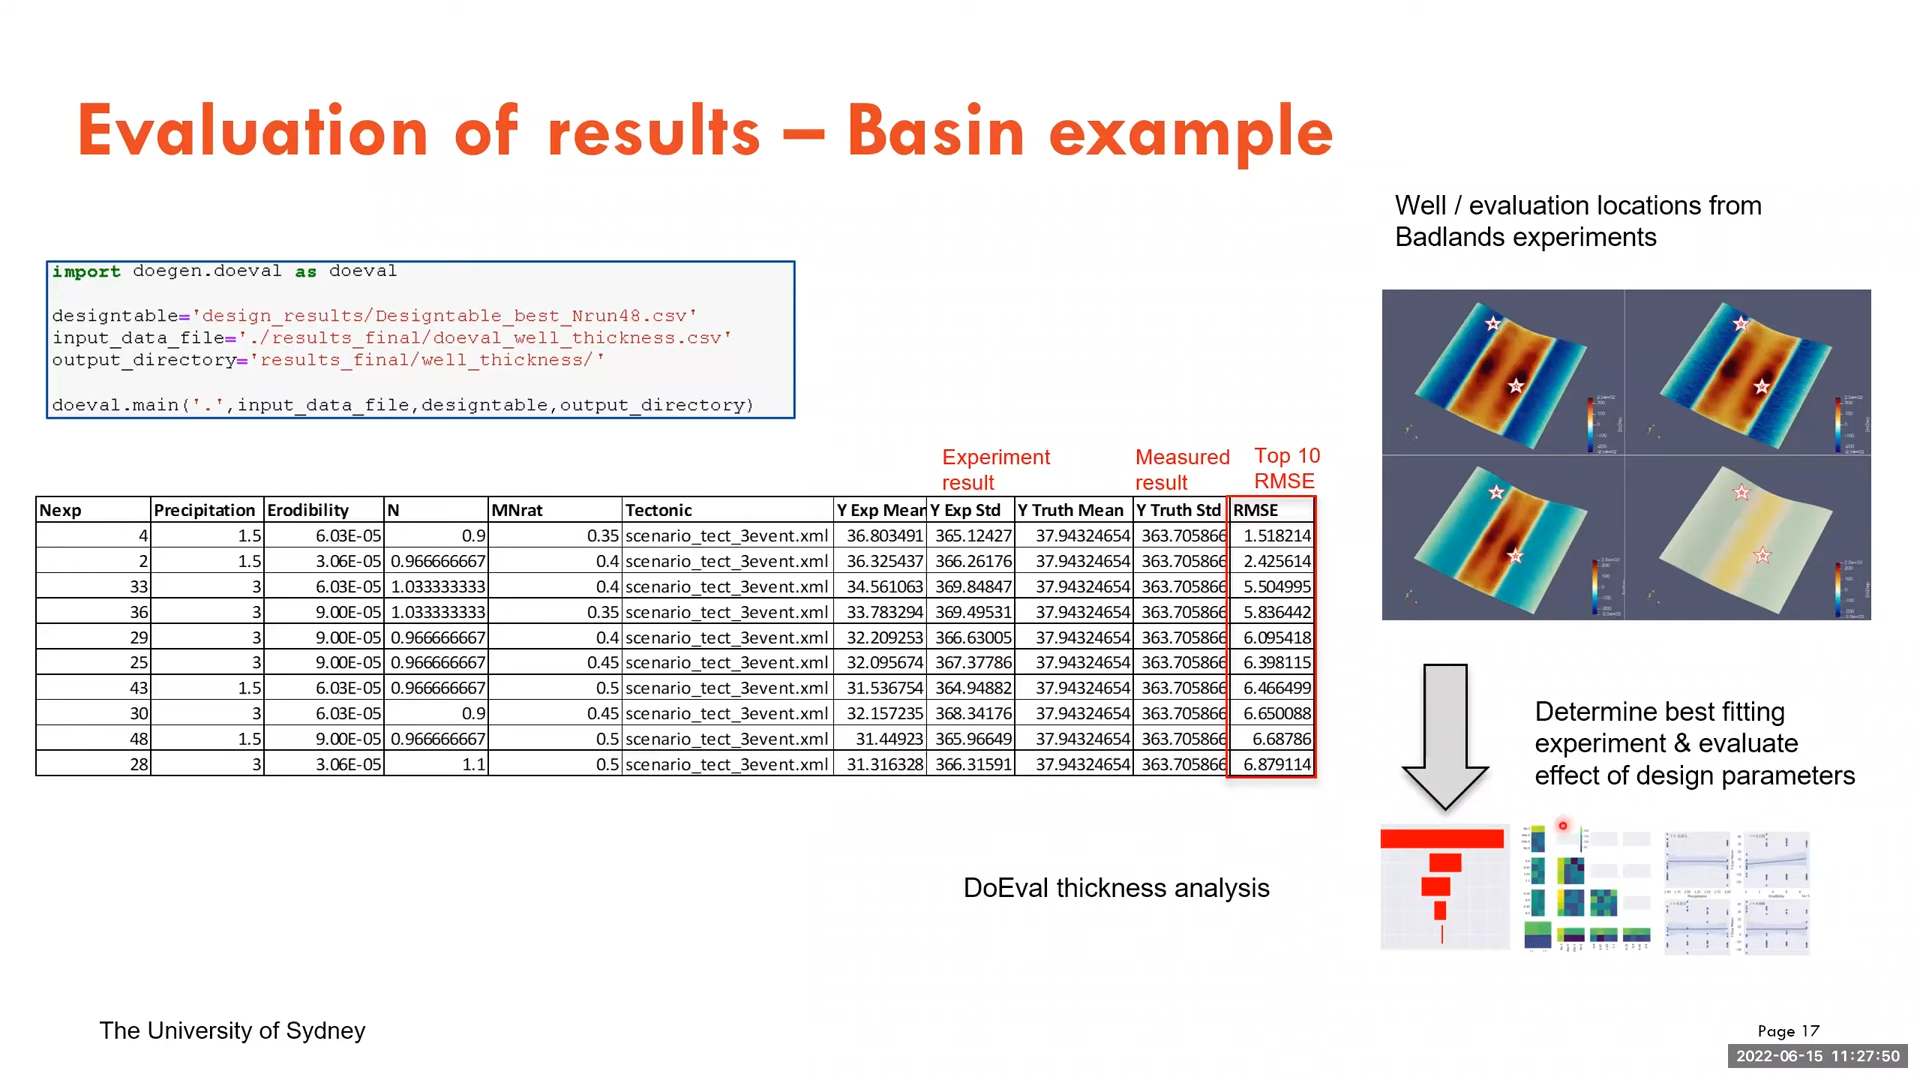 Evaluation of results – Basin example
Well / evaluation locations from
Badlands experiments
import doegen.doeval as doeval
designtable='design_results/Designtable_best_Nrun48.csv'
input_data_file='./results_final/doeval_well_thickness.csv'
output_directory='results_final/well_thickness/'
doeval.main('.',input_data_file,designtable,output_directory)
Experiment
result
Measured
result
Top 10
RMSE
Nexp Precipitation Erodibility N MNrat Tectonic Y Exp Mean Y Exp Std Y Truth Mean Y Truth Std RMSE
4 1.5 6.03E-05 0.9 0.35 scenario_tect_3event.xml 36.803491 365.12427 37.94324654 363.705866 1.518214
2 1.5 3.06E-05 0.966666667 0.4 scenario_tect_3event.xml 36.325437 366.26176 37.94324654 363.705866 2.425614
33 3 6.03E-05 1.033333333 0.4 scenario_tect_3event.xml 34.561063 369.84847 37.94324654 363.705866 5.504995
36 3 9.00E-05 1.033333333 0.35 scenario_tect_3event.xml 33.783294 369.49531 37.94324654 363.705866 5.836442
29 3 9.00E-05 0.966666667 0.4 scenario_tect_3event.xml 32.209253 366.63005 37.94324654 363.705866 6.095418
25 3 9.00E-05 0.966666667 0.45 scenario_tect_3event.xml 32.095674 367.37786 37.94324654 363.705866 6.398115
43 1.5 6.03E-05 0.966666667 0.5 scenario_tect_3event.xml 31.536754 364.94882 37.94324654 363.705866 6.466499
30 3 6.03E-05 0.9 0.45 scenario_tect_3event.xml 32.157235 368.34176 37.94324654 363.705866 6.650088
48 1.5 9.00E-05 0.966666667 0.5 scenario_tect_3event.xml 31.44923 365.96649 37.94324654 363.705866 6.68786
28 3 3.06E-05 1.1 0.5 scenario_tect_3event.xml 31.316328 366.31591 37.94324654 363.705866 6.879114
Determine best fitting
experiment & evaluate
effect of design parameters
DoEval thickness analysis
The University of Sydney
Page 17
2022-06-15 11:27:50